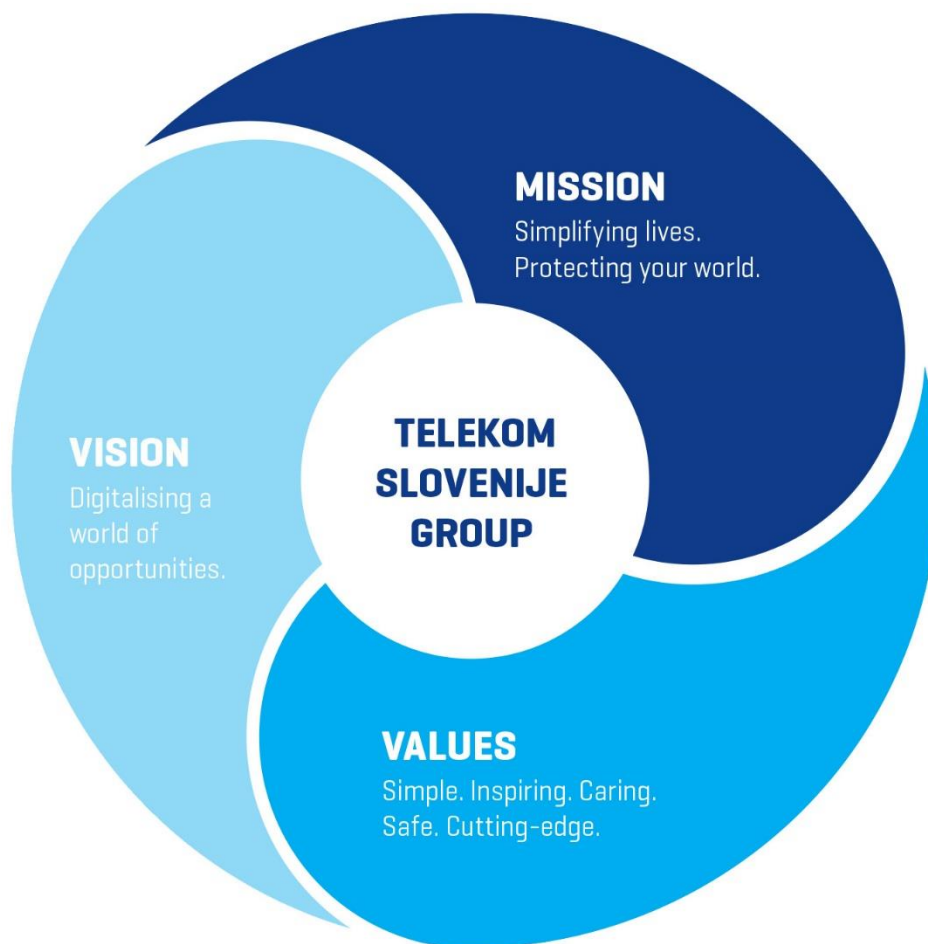 MISSION
Simplifying lives.
Protecting your world.
TELEKOM
SLOVENIJE
GROUP
VISION
Digitalising a
world of
opportunities.
VALUES
Simple. Inspiring. Caring.
Safe. Cutting-edge.